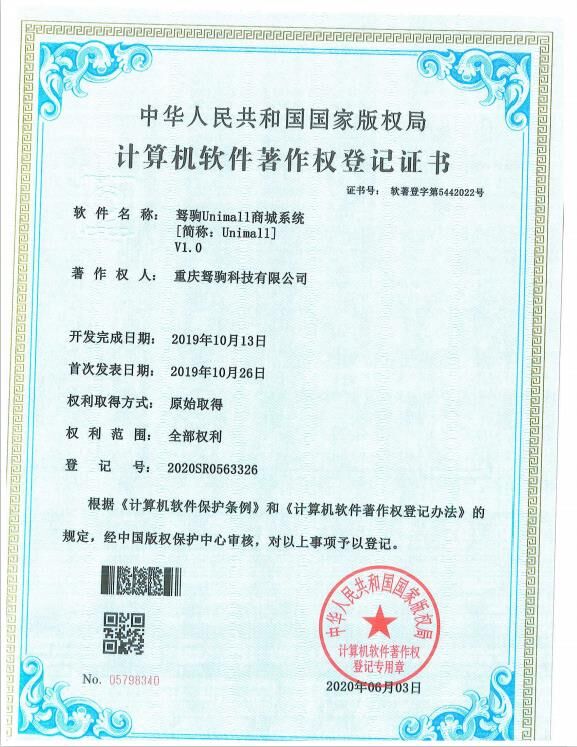 中华人民共和国国家版权局
计算机软件著作权登记证书
证书号： 软著登字第5442022号
软件名称： 驽驹Unimall商城系统
[简称：Unimall]
V1.0
著作权人： 重庆驽驹科技有限公司
开发完成日期： 2019年10月13日
首次发表日期： 2019年10月26日
权利取得方式： 原始取得
权利范围： 全部权利
登记号： 2020SR0563326
根据《计算机软件保护条例》和《计算机软件著作权登记办法》的
规定，经中国版权保护中心审核，对以上事项予以登记。
中华人民共和国国家版权局
计算机软件著作权
登记专用章
No. 05798340
2020年06月03日